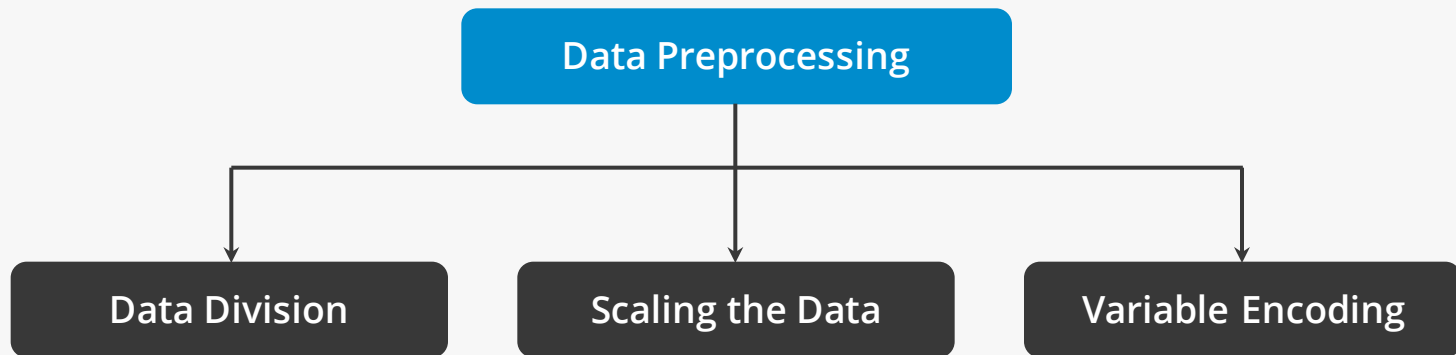 Data Preprocessing
Data Division
Scaling the Data
Variable Encoding